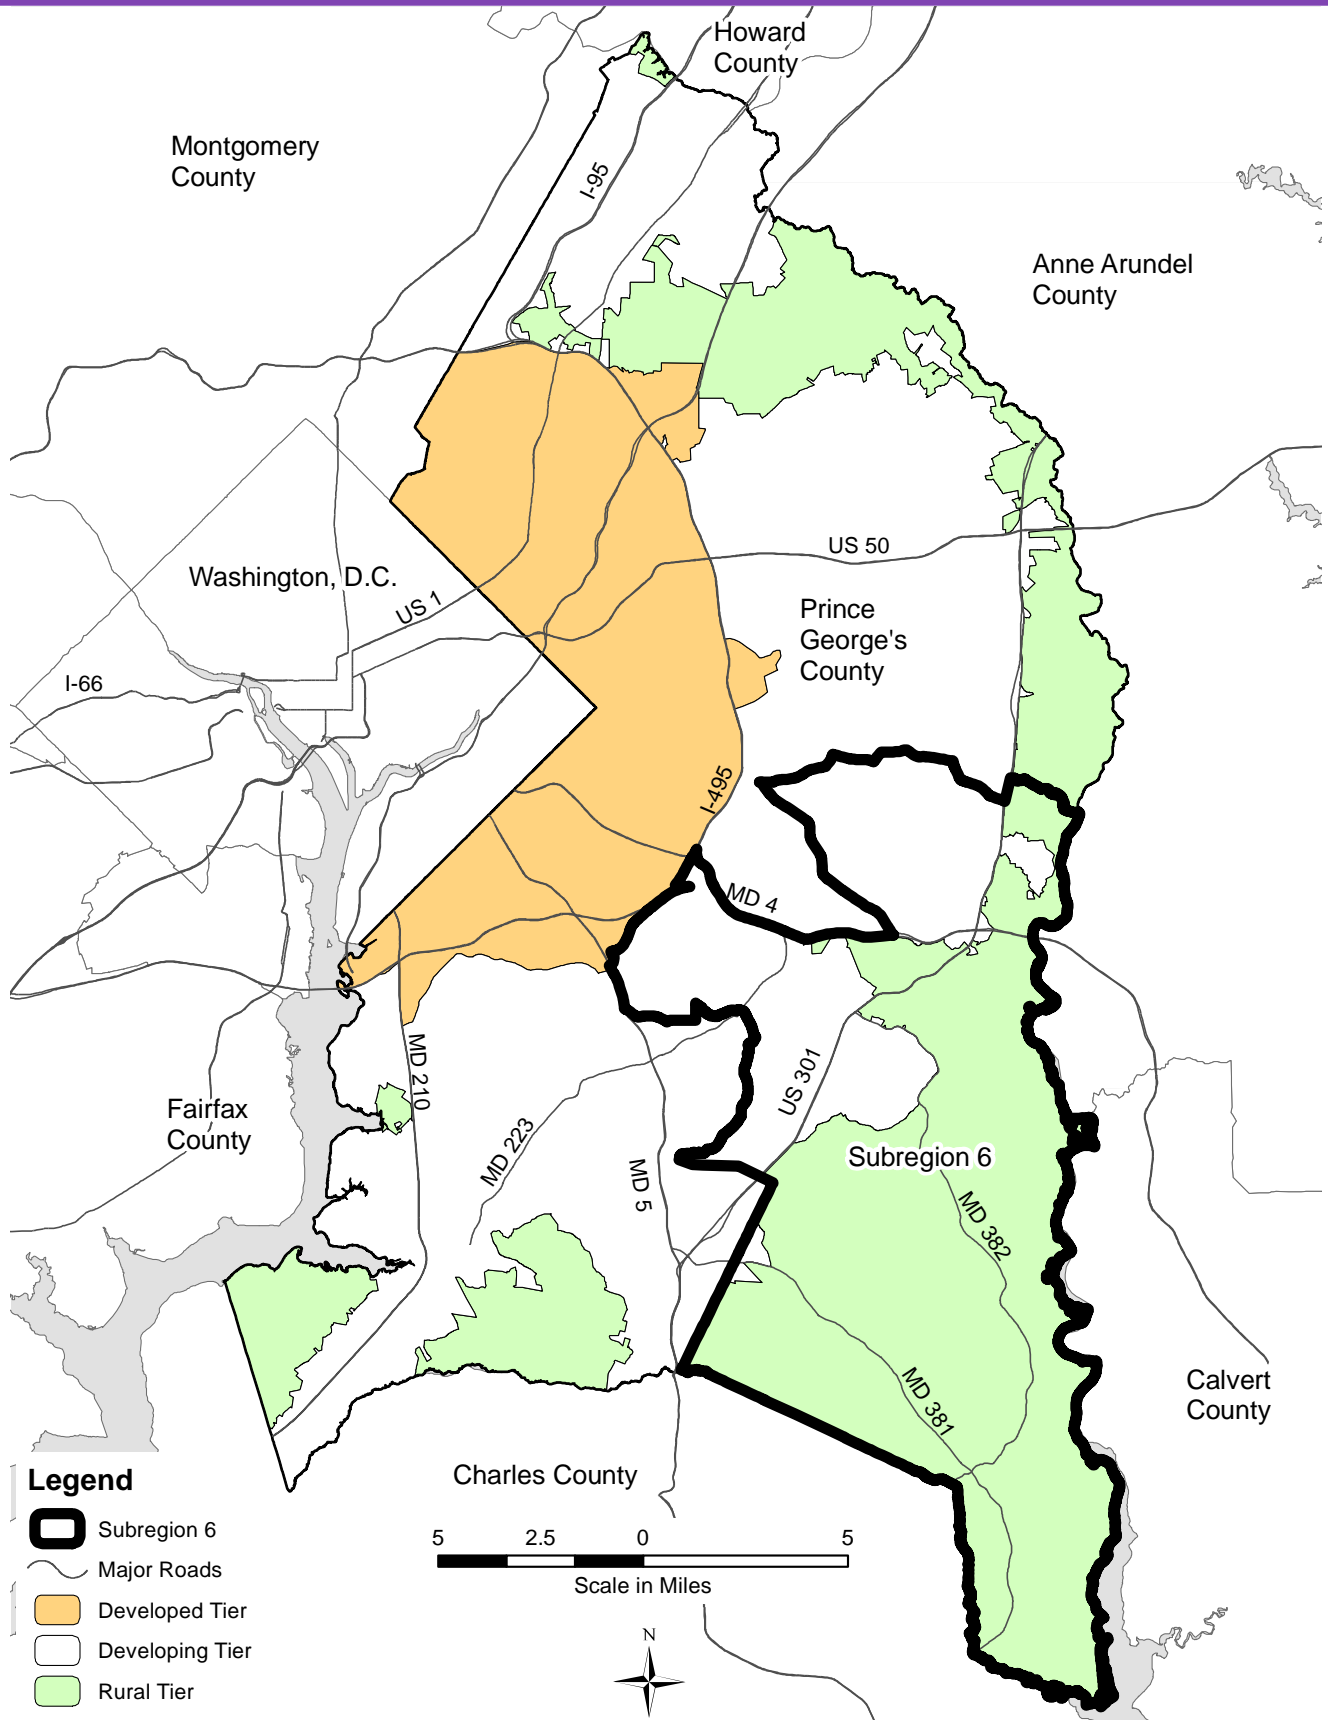 Howard
County
Montgomery
County
I-95
Anne Arundel
County
US 50
Washington, D.C.
US 1
Prince
George's
County
I-66
I-495
MD 4
MD 210
US 301
Fairfax
County
MD 223
MD 5
Subregion 6
MD 382
MD 381
Calvert
County
Charles County
Legend
Subregion 6
Major Roads
Developed Tier
Developing Tier
Rural Tier
5 2.5 0 5
Scale in Miles
N